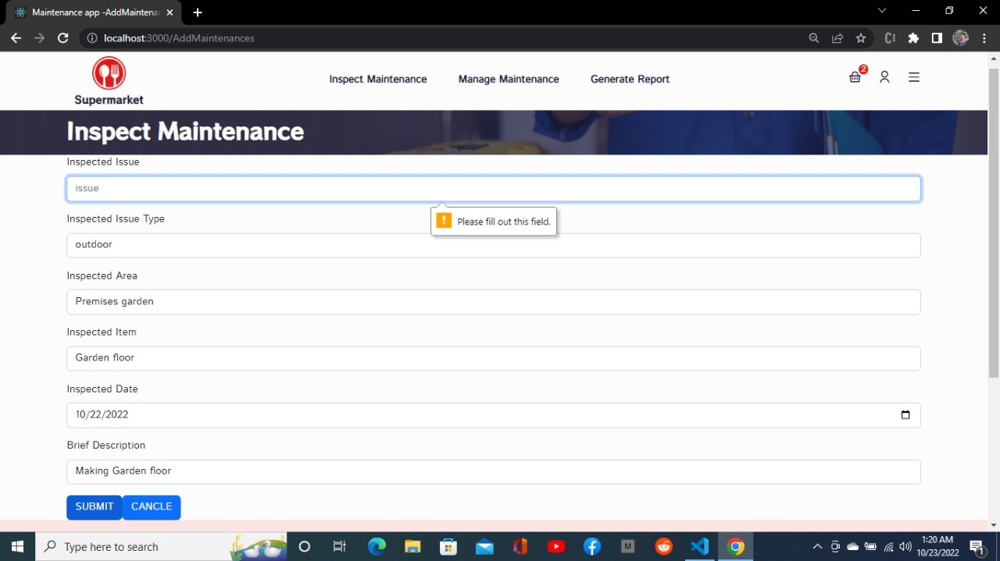 Maintenance app -AddMaintena
localhost:3000/AddMaintenances
Supermarket
Inspect Maintenance
Manage Maintenance
Generate Report
2
Inspect Maintenance
Inspected Issue
issue
Please fill out this field.
Inspected Issue Type
outdoor
Inspected Area
Premises garden
Inspected Item
Garden floor
Inspected Date
10/22/2022
Brief Description
Making Garden floor
SUBMIT
CANCLE
Type here to search
M
1:20 AM
10/23/2022
1